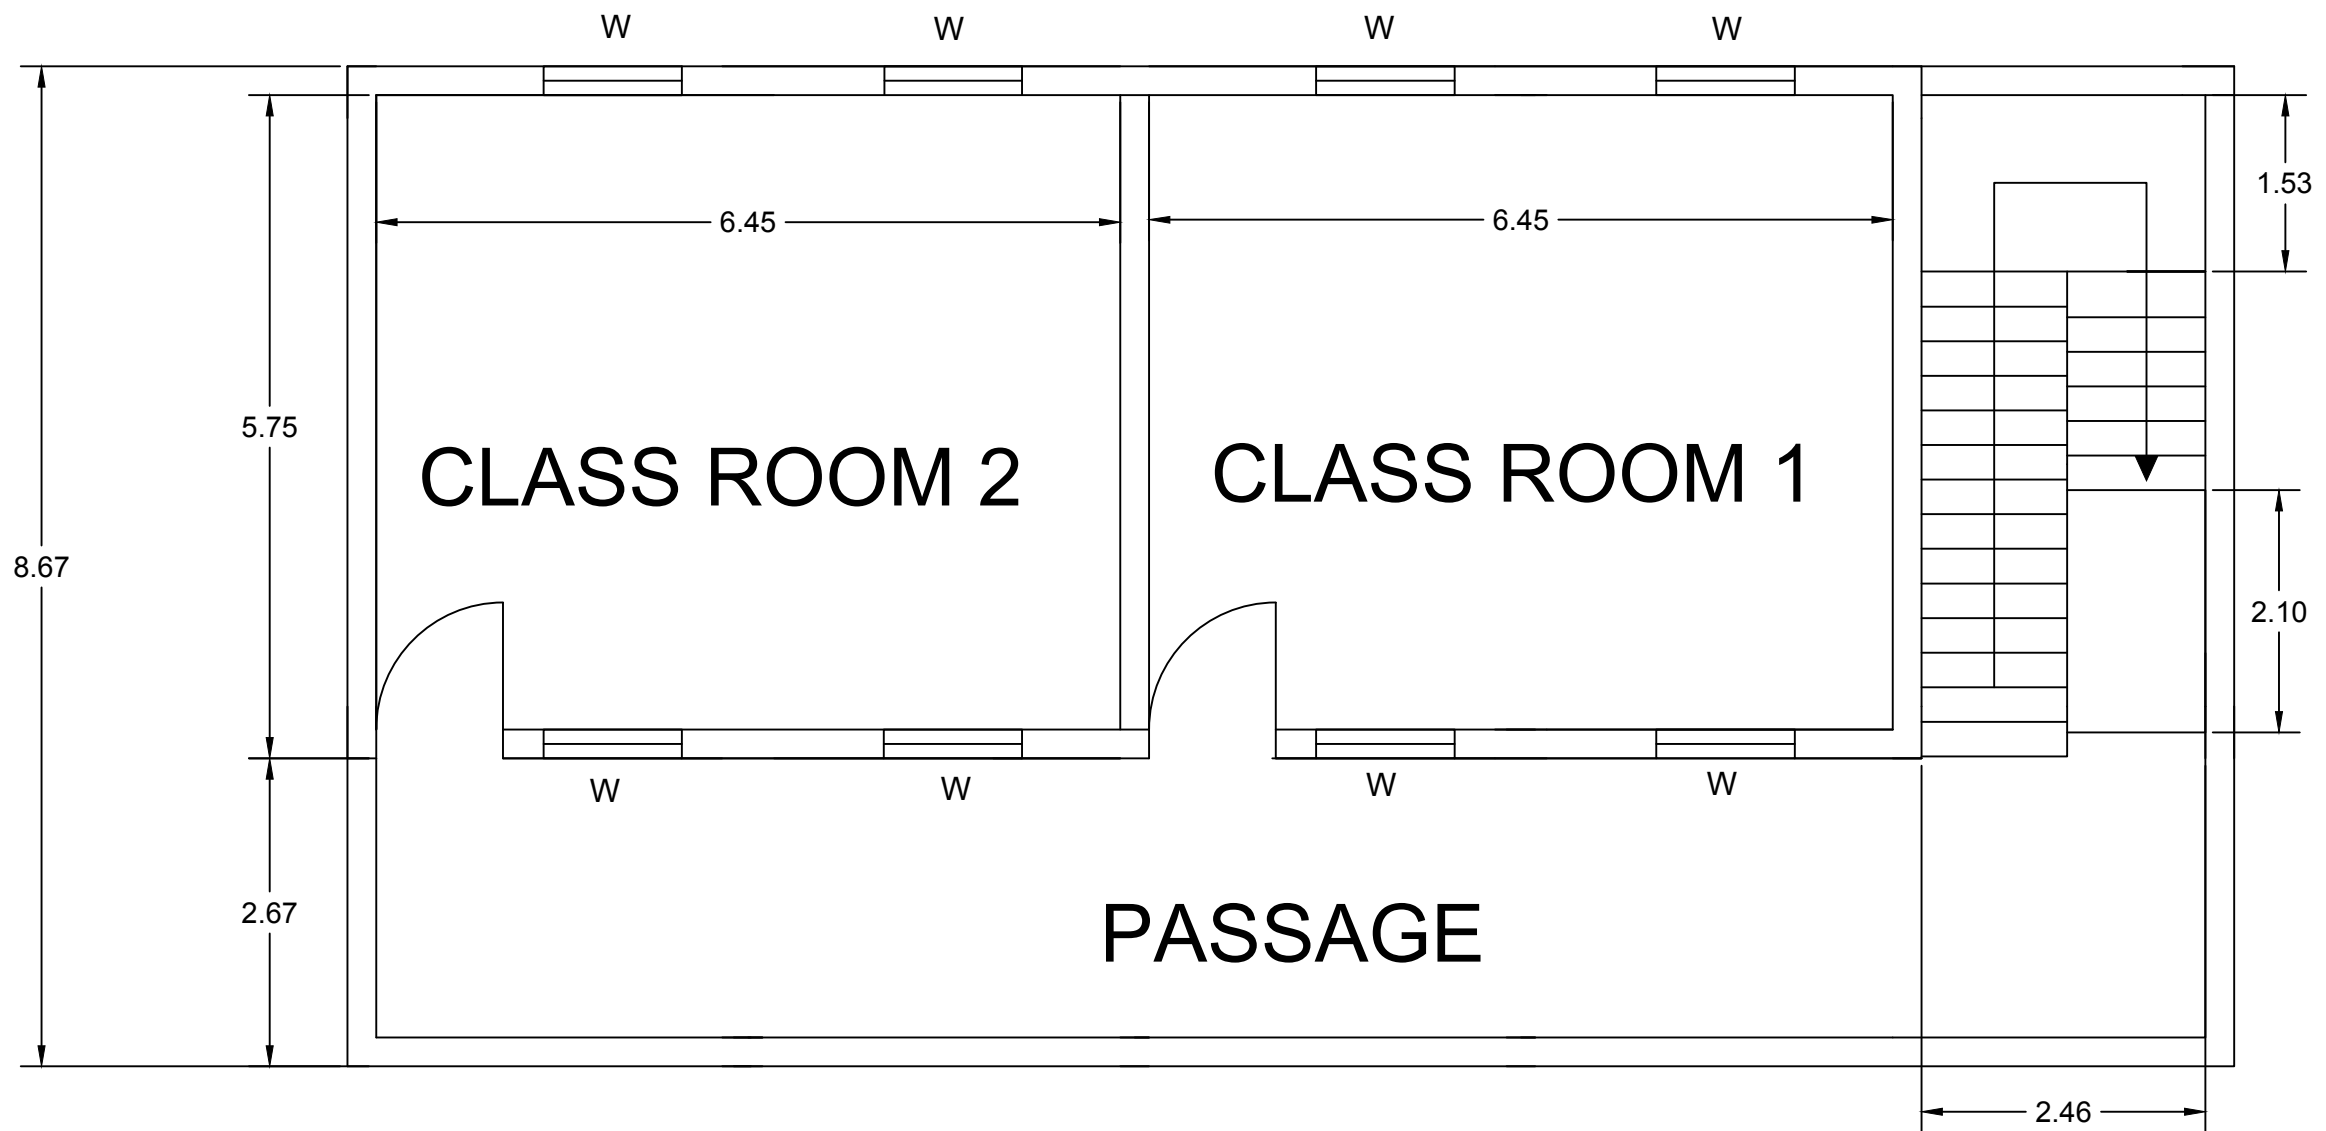 W
W
W
W
1.53
6.45
6.45
5.75
CLASS ROOM 2
CLASS ROOM 1
8.67
2.10
W
W
W
W
2.67
PASSAGE
2.46